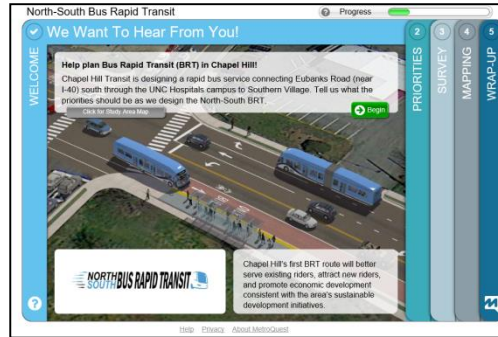 North-South Bus Rapid Transit
Progress
We Want To Hear From You!
WELCOME
Help plan Bus Rapid Transit (BRT) in Chapel Hill!
Chapel Hill Transit is designing a rapid bus service connecting Eubanks Road (near
I-40) south through the UNC Hospitals campus to Southern Village. Tell us what the
priorities should be as we design the North-South BRT.
Click for Study Area Map
Begin
2
PRIORITIES
3
SURVEY
4
MAPPING
5
WRAP-UP
NORTH
SOUTH BUS RAPID TRANSIT
Chapel Hill's first BRT route will better
serve existing riders, attract new riders,
and promote economic development
consistent with the area's sustainable
development initiatives.
Help Privacy About MetroQuest